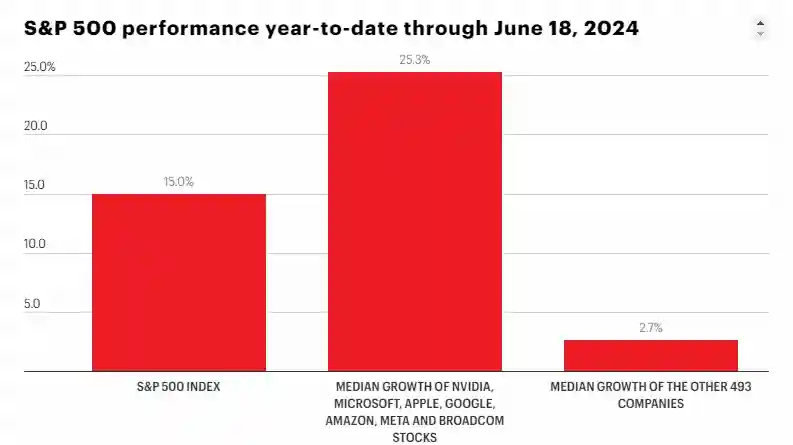 S&P 500 performance year-to-date through June 18, 2024
25.3%
25.0%
20.0
15.0%
15.0
10.0
5.0
2.7%
S&P 500 INDEX
MEDIAN GROWTH OF NVIDIA,
MICROSOFT, APPLE, GOOGLE,
AMAZON, META AND BROADCOM
STOCKS
MEDIAN GROWTH OF THE OTHER 493
COMPANIES